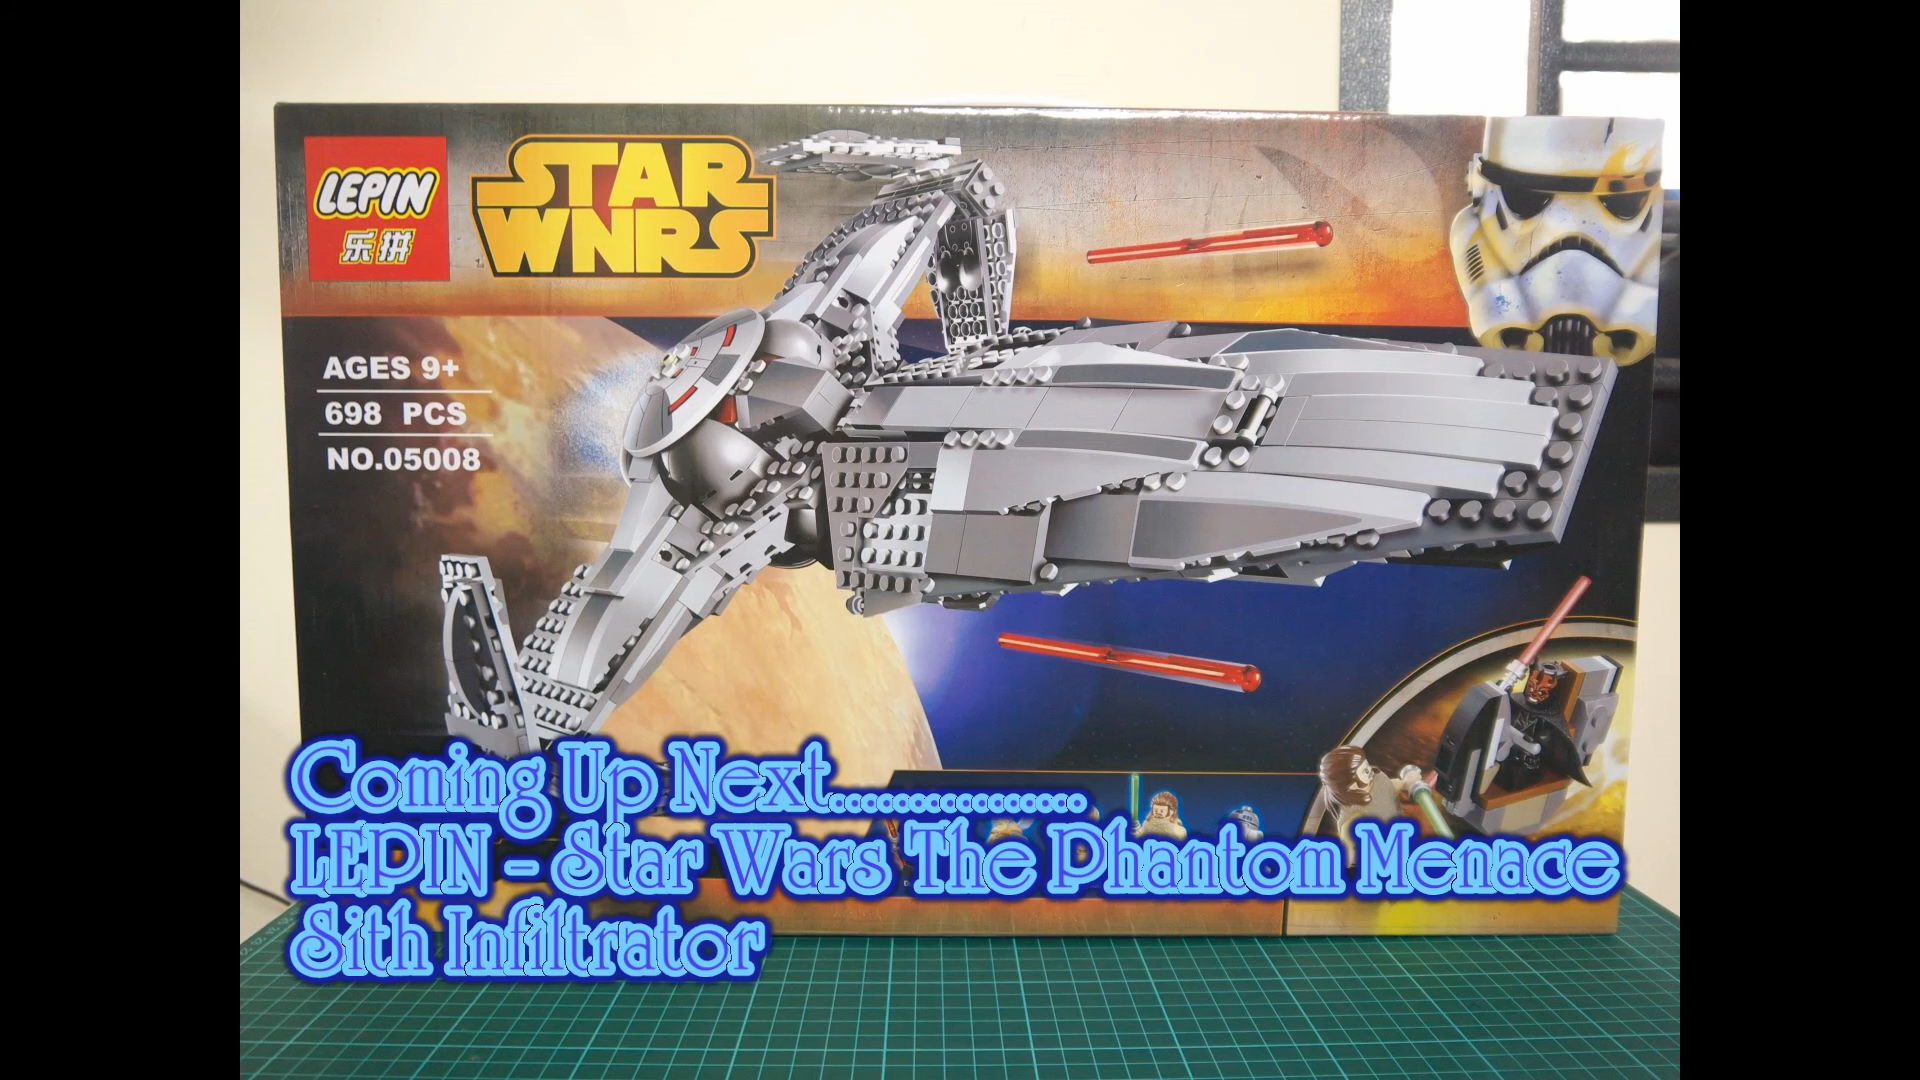 LEPIN
乐拼
STAR
WNRS
AGES 9+
698 PCS
NO.05008
Coming Up Next................
LEPIN - Star Wars The Phantom Menace
Sith Infiltrator